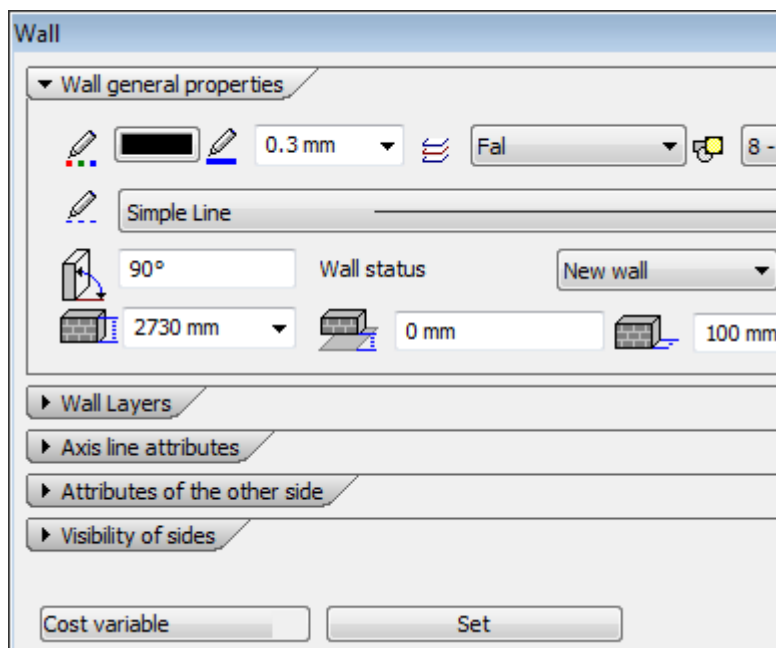 Wall
Wall general properties
0.3 mm Fal 8 -
Simple Line
90° Wall status New wall
2730 mm 0 mm 100 mm
Wall Layers
Axis line attributes
Attributes of the other side
Visibility of sides
Cost variable Set